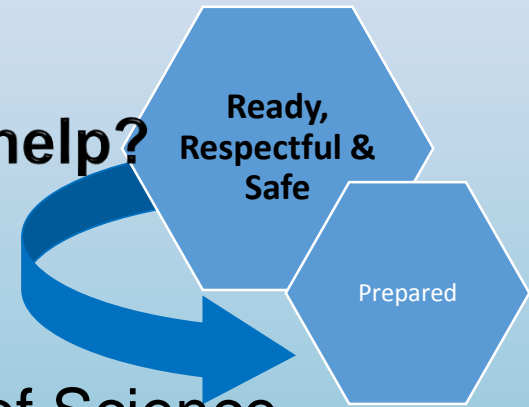 help?
Ready,
Respectful &
Safe
Prepared
of Science